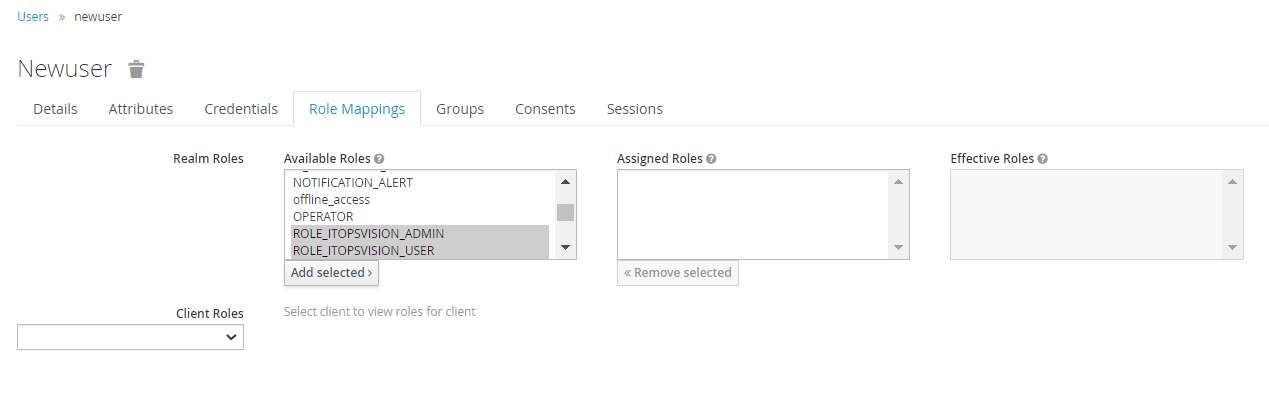 Users » newuser
Newuser
Details Attributes Credentials Role Mappings Groups Consents Sessions
Realm Roles
Available Roles
NOTIFICATION_ALERT
offline_access
OPERATOR
ROLE_ITOPSVISION_ADMIN
ROLE_ITOPSVISION_USER
Add selected ›
Assigned Roles
« Remove selected
Effective Roles
Client Roles
Select client to view roles for client